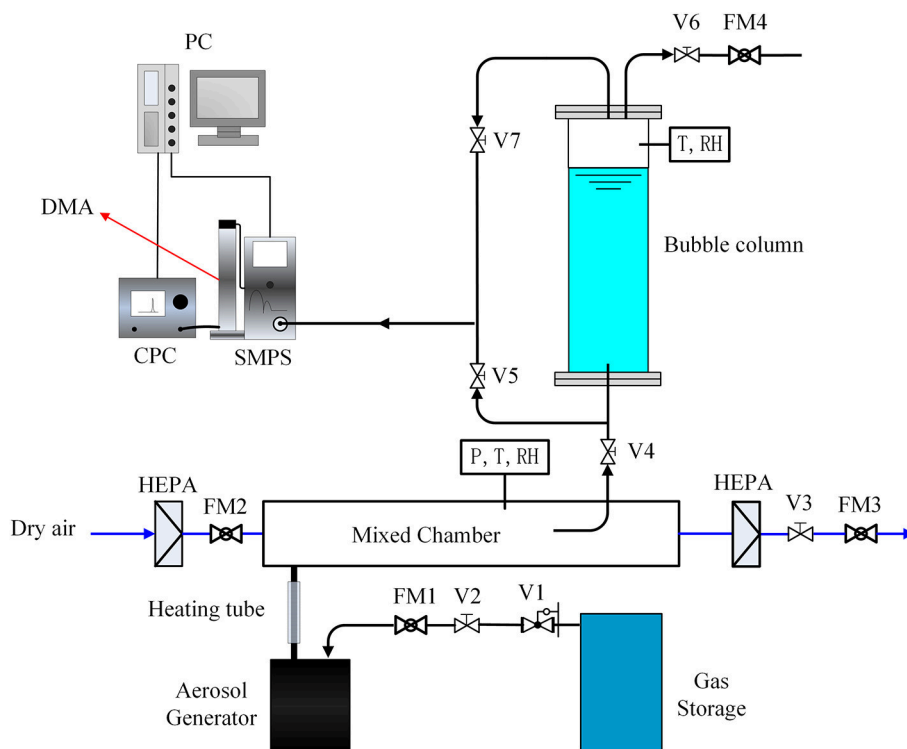 V6
FM4
PC
V7
T, RH
DMA
Bubble column
CPC
SMPS
V5
P, T, RH
V4
HEPA
HEPA
FM2
V3
FM3
Dry air
Mixed Chamber
Heating tube
FM1
V2
V1
Aerosol
Generator
Gas
Storage